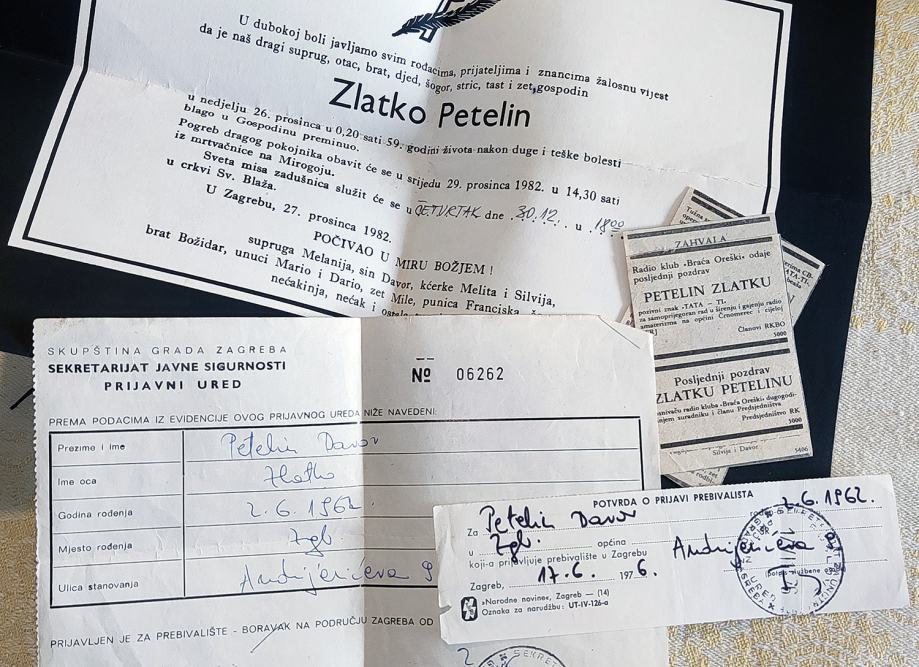 U dubokoj boli javljamo svim rođacima, prijateljima i znancima žalosnu vijest
da je naš dragi suprug, otac, brat, djed, šogor, stric, tast i zet, gospodin
Zlatko Petelin
u nedjelju 26. prosinca u 0,20 sati 59. godini života nakon duge i teške bolesti
blago u Gospodinu preminuo.
Pogreb dragog pokojnika obavit će se u srijedu 29. prosinca 1982. u 14,30 sati
iz mrtvačnice na Mirogoju.
Sveta misa zadušnica služit će se u ČETVRTAK dne 30.12. u 18⁰⁰
u crkvi Sv. Blaža.
U Zagrebu, 27. prosinca 1982.
POČIVAO U MIRU BOŽJEM!
supruga Melanija, sin Davor, kćerke Melita i Silvija,
brat Božidar, unuci Mario i Dario, zet Mile, punica Franciska,
nećakinja, nećak i
ZAHVALA
Radio klub »Braća Oreški« odaje
posljednji pozdrav
PETELIN ZLATKU
pozivni znak »TATA — TI«
za samoprijegoran rad u širenju i gajenju radio
amaterizma na općini Črnomerec i cijeloj
Članovi RKBO
5000
Posljednji pozdrav
ZLATKU PETELINU
radio kluba »Braća Oreški« dugogodi-
suradniku i članu Predsjedništva
Predsjedništvo RK
5000
Silvije i Davor
5406
SKUPŠTINA GRADA ZAGREBA
SEKRETARIJAT JAVNE SIGURNOSTI
PRIJAVNI URED
№ 06262
PREMA PODACIMA IZ EVIDENCIJE OVOG PRIJAVNOG UREDA NIŽE NAVEDENI:
Prezime i ime Petelin Davor
Ime oca Zlatko
Godina rođenja 2.6.1962.
Mjesto rođenja Zgb.
Ulica stanovanja Andrijevićeva 9
PRIJAVLJEN JE ZA PREBIVALIŠTE - BORAVAK NA PODRUČJU ZAGREBA OD
POTVRDA O PRIJAVI PREBIVALIŠTA
Za Petelin Davor 2.6.1962.
u Zgb. općina
koji-a prijavljuje prebivalište u Zagrebu Andrijevićeva 9
Zagreb, 17.6. 1976.
»Narodne novine«, Zagreb — (14)
Oznaka za narudžbu: UT-IV-126-a